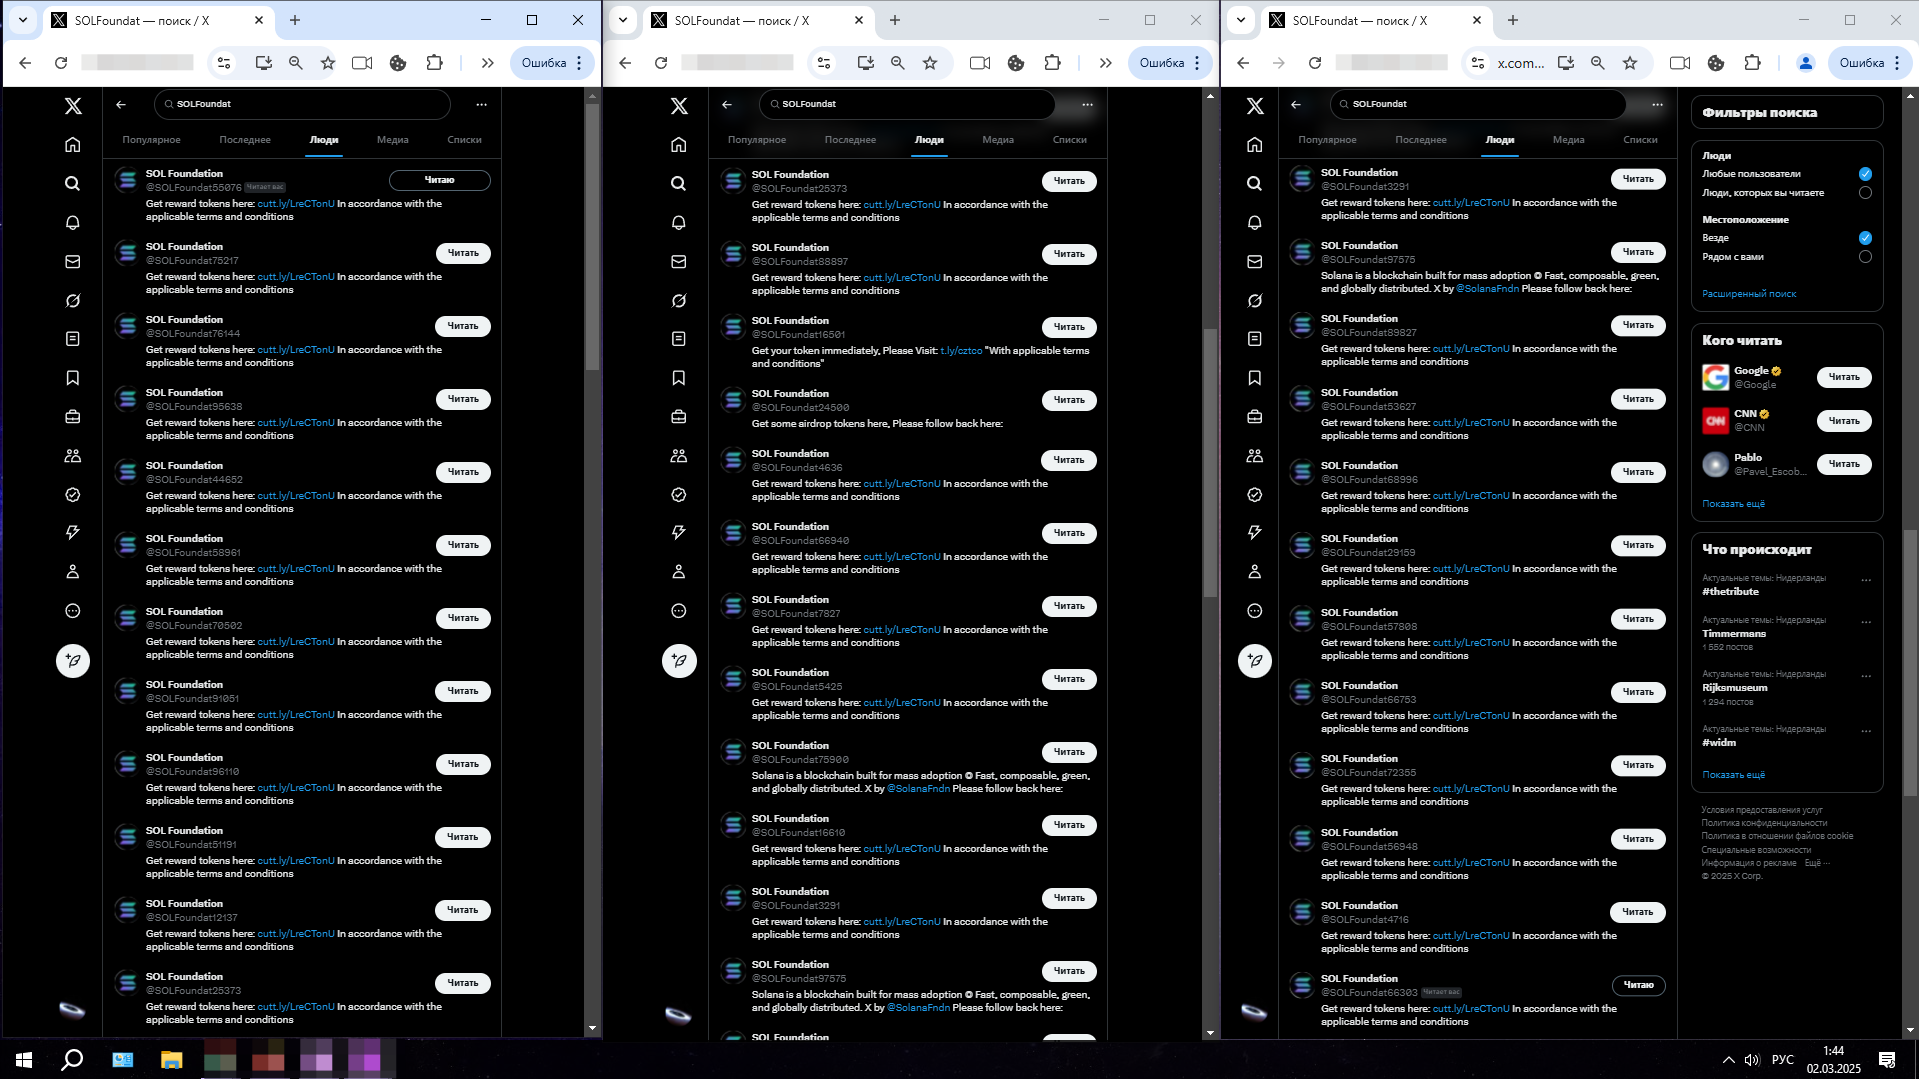 SOLFoundat — поиск / X
Ошибка
SOLFoundat
Популярное Последнее Люди Медиа Списки
SOL Foundation
@SOLFoundat55076 Читает вас
Читаю
Get reward tokens here: cutt.ly/LreCTonU In accordance with the
applicable terms and conditions
SOL Foundation
@SOLFoundat75217
Читать
Get reward tokens here: cutt.ly/LreCTonU In accordance with the
applicable terms and conditions
SOL Foundation
@SOLFoundat76144
Читать
Get reward tokens here: cutt.ly/LreCTonU In accordance with the
applicable terms and conditions
SOL Foundation
@SOLFoundat95638
Читать
Get reward tokens here: cutt.ly/LreCTonU In accordance with the
applicable terms and conditions
SOL Foundation
@SOLFoundat44652
Читать
Get reward tokens here: cutt.ly/LreCTonU In accordance with the
applicable terms and conditions
SOL Foundation
@SOLFoundat58961
Читать
Get reward tokens here: cutt.ly/LreCTonU In accordance with the
applicable terms and conditions
SOL Foundation
@SOLFoundat70502
Читать
Get reward tokens here: cutt.ly/LreCTonU In accordance with the
applicable terms and conditions
SOL Foundation
@SOLFoundat91051
Читать
Get reward tokens here: cutt.ly/LreCTonU In accordance with the
applicable terms and conditions
SOL Foundation
@SOLFoundat96110
Читать
Get reward tokens here: cutt.ly/LreCTonU In accordance with the
applicable terms and conditions
SOL Foundation
@SOLFoundat51191
Читать
Get reward tokens here: cutt.ly/LreCTonU In accordance with the
applicable terms and conditions
SOL Foundation
@SOLFoundat12137
Читать
Get reward tokens here: cutt.ly/LreCTonU In accordance with the
applicable terms and conditions
SOL Foundation
@SOLFoundat25373
Читать
Get reward tokens here: cutt.ly/LreCTonU In accordance with the
applicable terms and conditions
SOLFoundat — поиск / X
Ошибка
SOLFoundat
Популярное Последнее Люди Медиа Списки
SOL Foundation
@SOLFoundat25373
Читать
Get reward tokens here: cutt.ly/LreCTonU In accordance with the
applicable terms and conditions
SOL Foundation
@SOLFoundat88897
Читать
Get reward tokens here: cutt.ly/LreCTonU In accordance with the
applicable terms and conditions
SOL Foundation
@SOLFoundat16501
Читать
Get your token immediately, Please Visit: t.ly/cztco "With applicable terms
and conditions"
SOL Foundation
@SOLFoundat24500
Читать
Get some airdrop tokens here, Please follow back here:
SOL Foundation
@SOLFoundat4636
Читать
Get reward tokens here: cutt.ly/LreCTonU In accordance with the
applicable terms and conditions
SOL Foundation
@SOLFoundat66940
Читать
Get reward tokens here: cutt.ly/LreCTonU In accordance with the
applicable terms and conditions
SOL Foundation
@SOLFoundat7827
Читать
Get reward tokens here: cutt.ly/LreCTonU In accordance with the
applicable terms and conditions
SOL Foundation
@SOLFoundat5425
Читать
Get reward tokens here: cutt.ly/LreCTonU In accordance with the
applicable terms and conditions
SOL Foundation
@SOLFoundat75900
Читать
Solana is a blockchain built for mass adoption © Fast, composable, green,
and globally distributed. X by @SolanaFndn Please follow back here:
SOL Foundation
@SOLFoundat16610
Читать
Get reward tokens here: cutt.ly/LreCTonU In accordance with the
applicable terms and conditions
SOL Foundation
@SOLFoundat3291
Читать
Get reward tokens here: cutt.ly/LreCTonU In accordance with the
applicable terms and conditions
SOL Foundation
@SOLFoundat97575
Читать
Solana is a blockchain built for mass adoption © Fast, composable, green,
and globally distributed. X by @SolanaFndn Please follow back here:
SOL Foundation
SOLFoundat — поиск / X
x.com...
Ошибка
SOLFoundat
Популярное Последнее Люди Медиа Списки
SOL Foundation
@SOLFoundat3291
Читать
Get reward tokens here: cutt.ly/LreCTonU In accordance with the
applicable terms and conditions
SOL Foundation
@SOLFoundat97575
Читать
Solana is a blockchain built for mass adoption © Fast, composable, green,
and globally distributed. X by @SolanaFndn Please follow back here:
SOL Foundation
@SOLFoundat89827
Читать
Get reward tokens here: cutt.ly/LreCTonU In accordance with the
applicable terms and conditions
SOL Foundation
@SOLFoundat53627
Читать
Get reward tokens here: cutt.ly/LreCTonU In accordance with the
applicable terms and conditions
SOL Foundation
@SOLFoundat68996
Читать
Get reward tokens here: cutt.ly/LreCTonU In accordance with the
applicable terms and conditions
SOL Foundation
@SOLFoundat29159
Читать
Get reward tokens here: cutt.ly/LreCTonU In accordance with the
applicable terms and conditions
SOL Foundation
@SOLFoundat57808
Читать
Get reward tokens here: cutt.ly/LreCTonU In accordance with the
applicable terms and conditions
SOL Foundation
@SOLFoundat66753
Читать
Get reward tokens here: cutt.ly/LreCTonU In accordance with the
applicable terms and conditions
SOL Foundation
@SOLFoundat72355
Читать
Get reward tokens here: cutt.ly/LreCTonU In accordance with the
applicable terms and conditions
SOL Foundation
@SOLFoundat56948
Читать
Get reward tokens here: cutt.ly/LreCTonU In accordance with the
applicable terms and conditions
SOL Foundation
@SOLFoundat4716
Читать
Get reward tokens here: cutt.ly/LreCTonU In accordance with the
applicable terms and conditions
SOL Foundation
@SOLFoundat66303 Читает вас
Читаю
Get reward tokens here: cutt.ly/LreCTonU In accordance with the
applicable terms and conditions
Фильтры поиска
Люди
Любые пользователи
Люди, которых вы читаете
Местоположение
Везде
Рядом с вами
Расширенный поиск
Кого читать
Google
@Google
Читать
CNN
@CNN
Читать
Pablo
@Pavel_Escob...
Читать
Показать ещё
Что происходит
Актуальные темы: Нидерланды
#thetribute
Актуальные темы: Нидерланды
Timmermans
1 552 постов
Актуальные темы: Нидерланды
Rijksmuseum
1 294 постов
Актуальные темы: Нидерланды
#widm
Показать ещё
Условия предоставления услуг
Политика конфиденциальности
Политика в отношении файлов cookie
Специальные возможности
Информация о рекламе Ещё ...
© 2025 X Corp.
РУС
1:44
02.03.2025